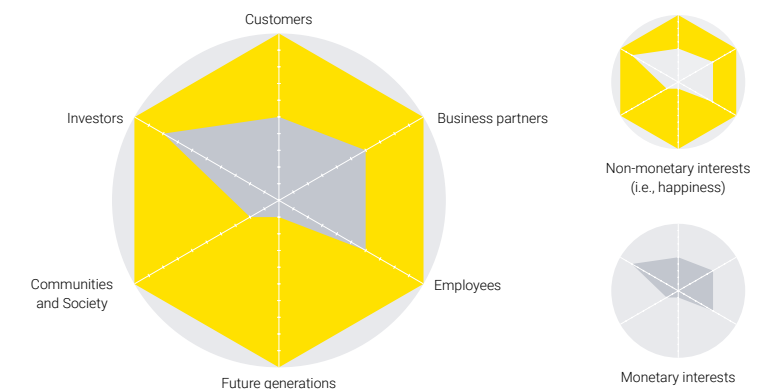 Customers
Investors
Business partners
Communities
and Society
Employees
Future generations
Non-monetary interests
(i.e., happiness)
Monetary interests